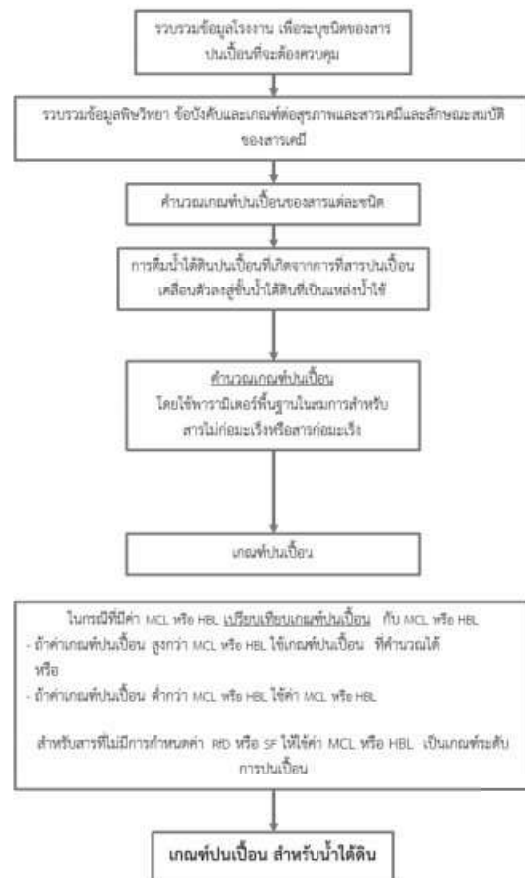 รวบรวมข้อมูลโรงงาน เพื่อระบุชนิดของสาร
ปนเปื้อนที่จะต้องควบคุม
รวบรวมข้อมูลพิษวิทยา ข้อบังคับและเกณฑ์ต่อสุรภาพและสารเคมีและลักษณะสมบัติ
ของสารเคมี
คำนวณเกณฑ์ปนเปื้อนของสารแต่ละชนิด
การดื่มน้ำใต้ดินปนเปื้อนที่เกิดจากการที่สารปนเปื้อน
เคลื่อนตัวลงสู่ชั้นน้ำใต้ดินที่เป็นแหล่งน้ำใช้
คำนวณเกณฑ์ปนเปื้อน
โดยใช้พารามิเตอร์พื้นฐานในสมการสำหรับ
สารไม่ก่อมะเร็งหรือสารก่อมะเร็ง
เกณฑ์ปนเปื้อน
ในกรณีที่มีค่า MCL หรือ HBL เปรียบเทียบเกณฑ์ปนเปื้อน กับ MCL หรือ HBL
- ถ้าค่าเกณฑ์ปนเปื้อน สูงกว่า MCL หรือ HBL ใช้เกณฑ์ปนเปื้อน ที่คำนวณได้
หรือ
- ถ้าค่าเกณฑ์ปนเปื้อน ต่ำกว่า MCL หรือ HBL ใช้ค่า MCL หรือ HBL
สำหรับสารที่ไม่มีการกำหนดค่า RfD หรือ SF ให้ใช้ค่า MCL หรือ HBL เป็นเกณฑ์ระดับ
การปนเปื้อน
เกณฑ์ปนเปื้อน สำหรับน้ำใต้ดิน